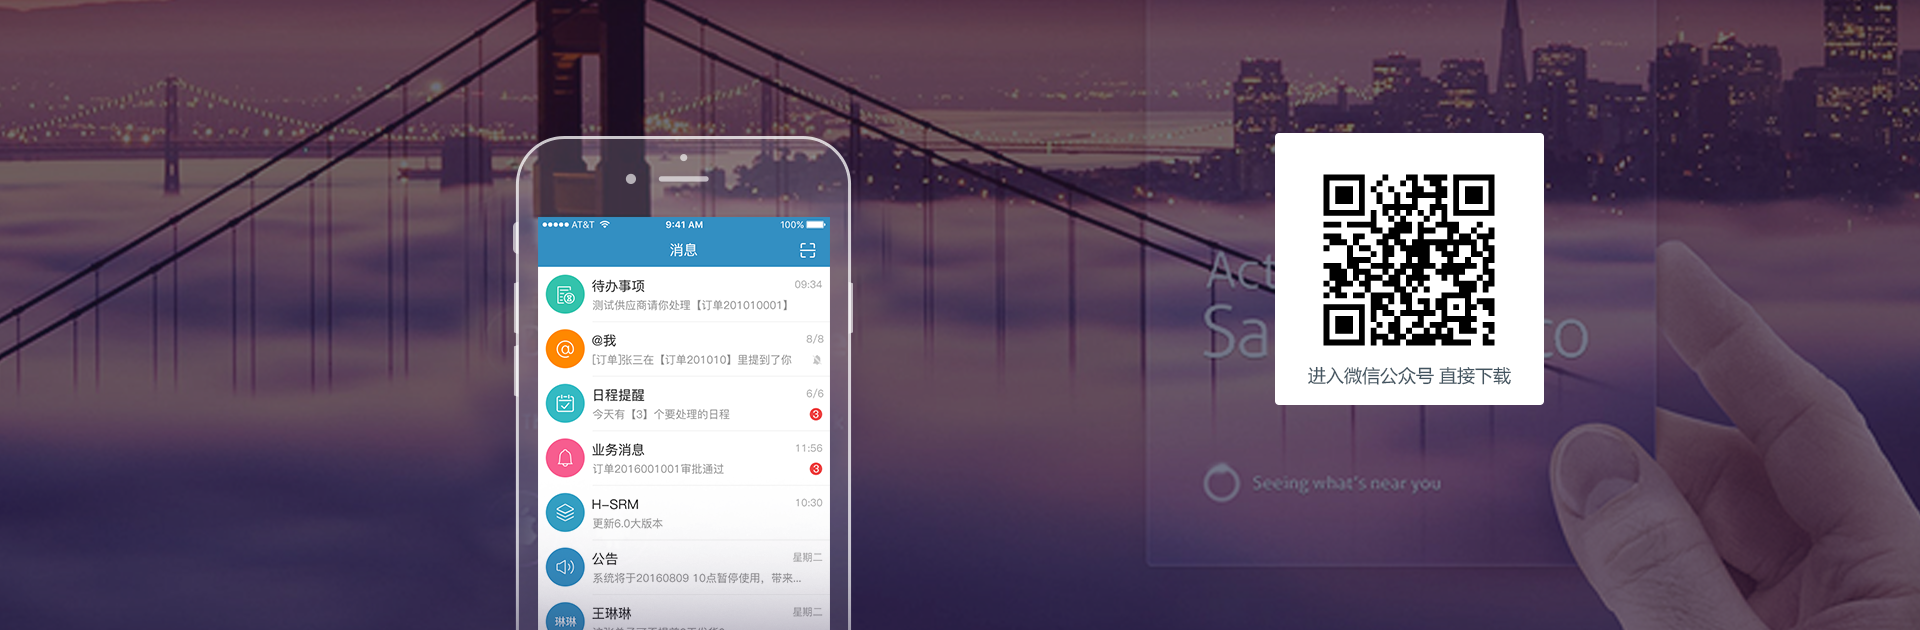 AT&T
9:41 AM
100%
消息
待办事项
09:34
测试供应商请你处理【订单201010001】
@我
8/8
[订单]张三在【订单201010】里提到了你
日程提醒
6/6
今天有【3】个要处理的日程
3
业务消息
11:56
订单2016001001审批通过
3
H-SRM
10:30
更新6.0大版本
公告
星期二
系统将于20160809 10点暂停使用，带来...
琳琳
王琳琳
星期二
进入微信公众号 直接下载
Act
Sa
co
Seeing what's near you